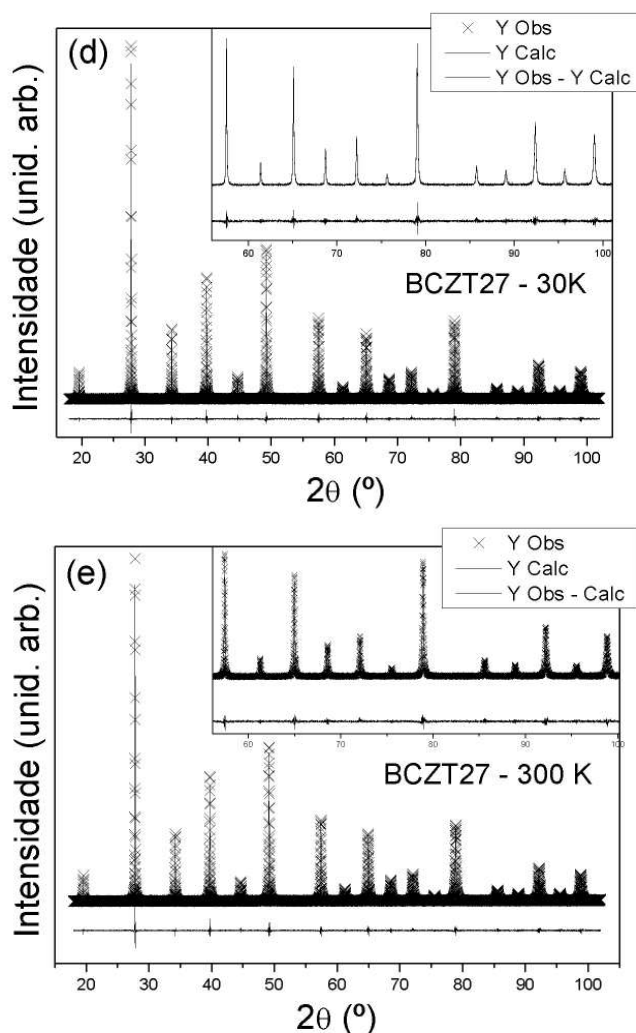 (d)
Y Obs
Y Calc
Y Obs - Y Calc
60 70 80 90 100
BCZT27 - 30K
Intensidade (unid. arb.)
20 30 40 50 60 70 80 90 100
2θ (º)
(e)
Y Obs
Y Calc
Y Obs - Calc
60 70 80 90 100
BCZT27 - 300 K
Intensidade (unid. arb.)
20 30 40 50 60 70 80 90 100
2θ (º)